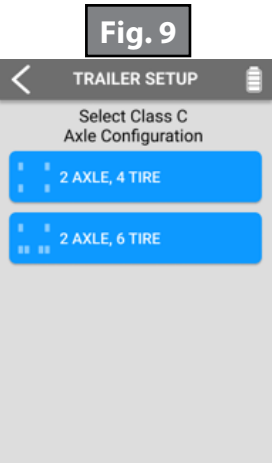 Fig. 9
TRAILER SETUP
Select Class C
Axle Configuration
2 AXLE, 4 TIRE
2 AXLE, 6 TIRE